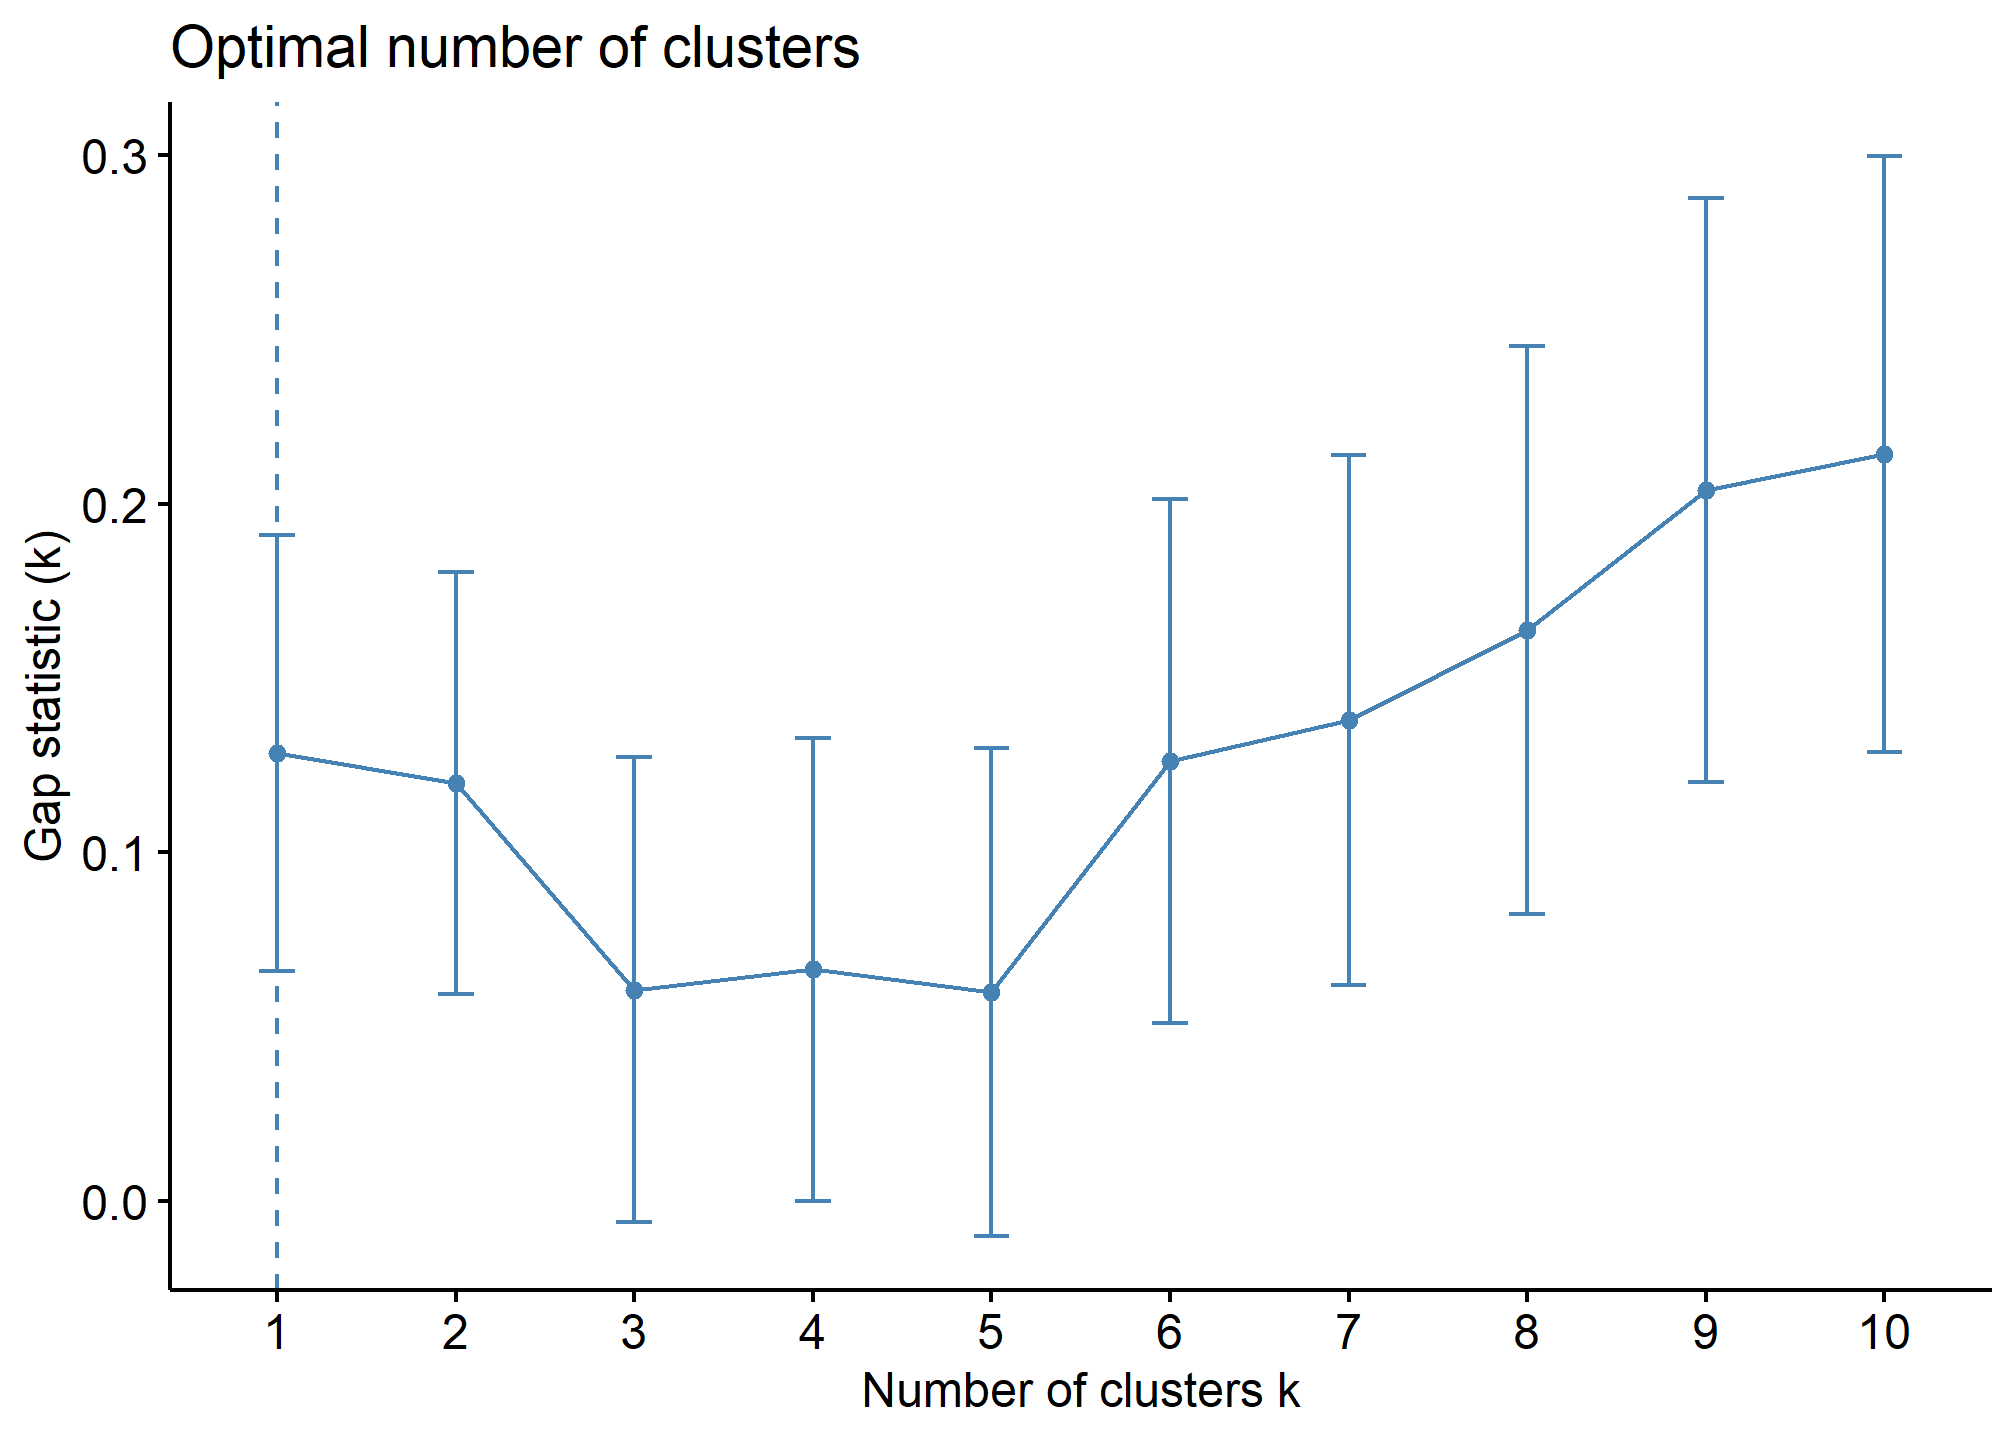 Optimal number of clusters
0.3
0.2
0.1
0.0
Gap statistic (k)
1 2 3 4 5 6 7 8 9 10
Number of clusters k